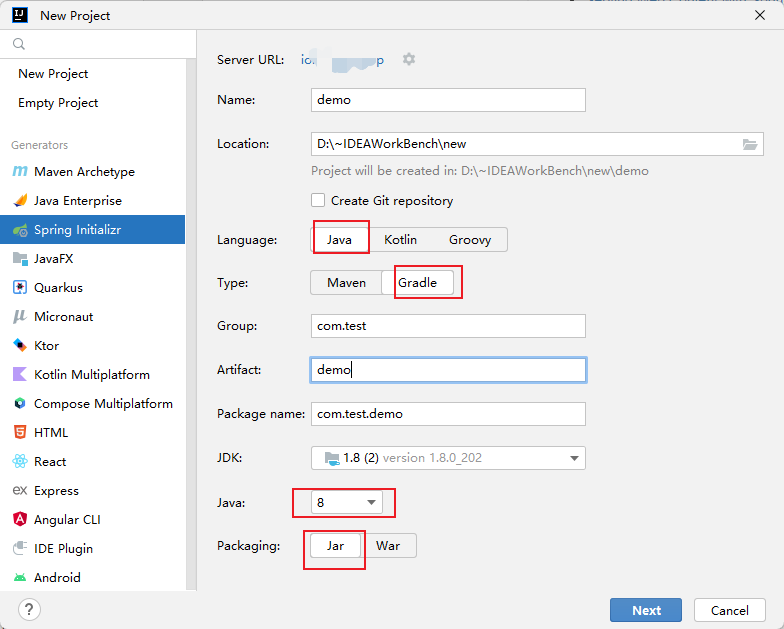 New Project
New Project
Empty Project
Generators
Maven Archetype
Java Enterprise
Spring Initializr
JavaFX
Quarkus
Micronaut
Ktor
Kotlin Multiplatform
Compose Multiplatform
HTML
React
Express
Angular CLI
IDE Plugin
Android
Server URL:
Name: demo
Location: D:\~IDEAWorkBench\new
Project will be created in: D:\~IDEAWorkBench\new\demo
Create Git repository
Language: Java Kotlin Groovy
Type: Maven Gradle
Group: com.test
Artifact: demo
Package name: com.test.demo
JDK: 1.8 (2) version 1.8.0_202
Java: 8
Packaging: Jar War
? Next Cancel